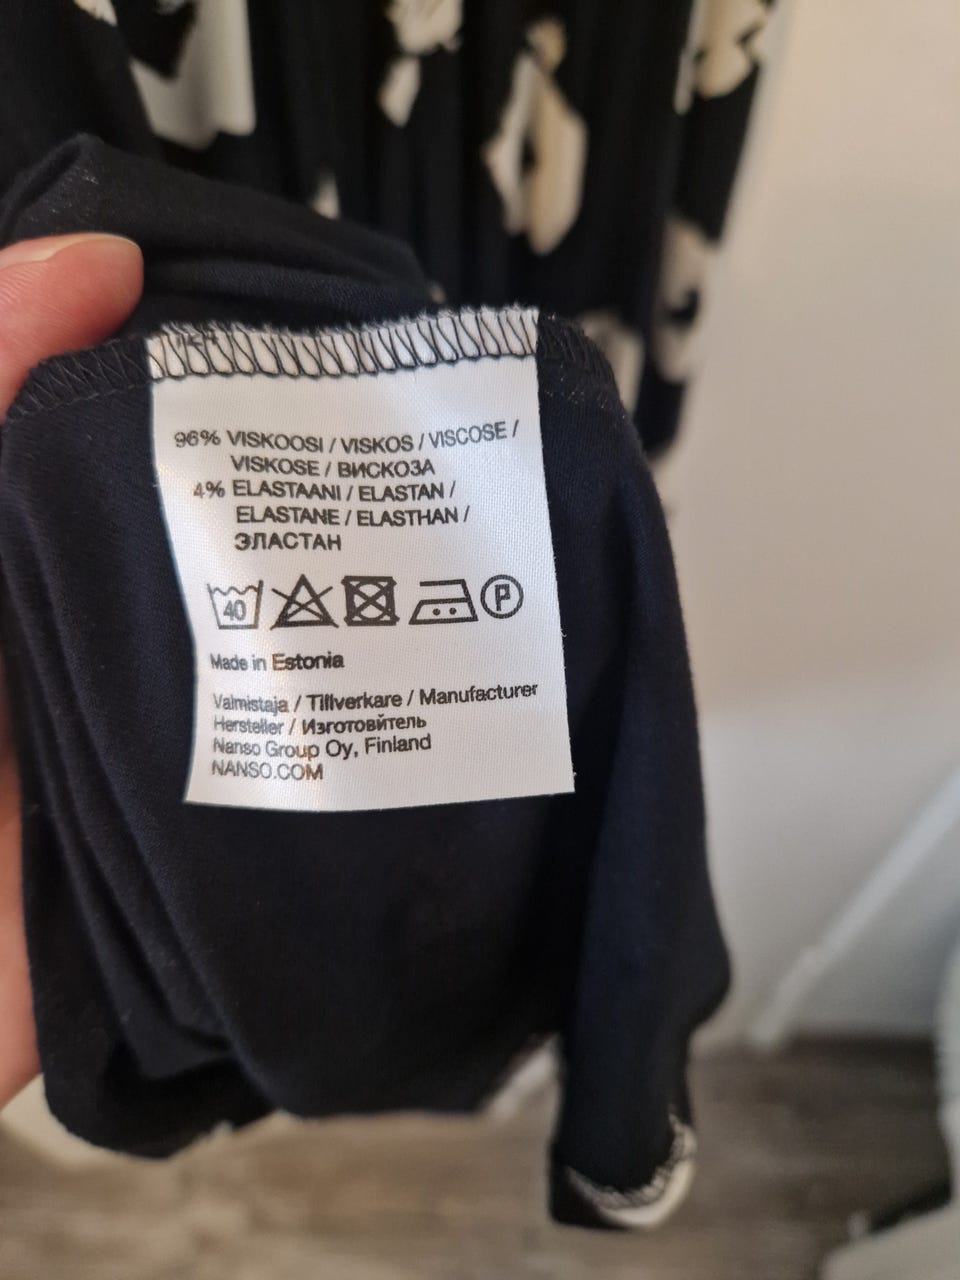 96% VISKOOSI / VISKOS / VISCOSE /
VISKOSE / ВИСКОЗА
4% ELASTAANI / ELASTAN /
ELASTANE / ELASTHAN /
ЭЛАСТАН
40 P
Made in Estonia
Valmistaja / Tillverkare / Manufacturer
Hersteller / Изготовйтель
Nanso Group Oy, Finland
NANSO.COM